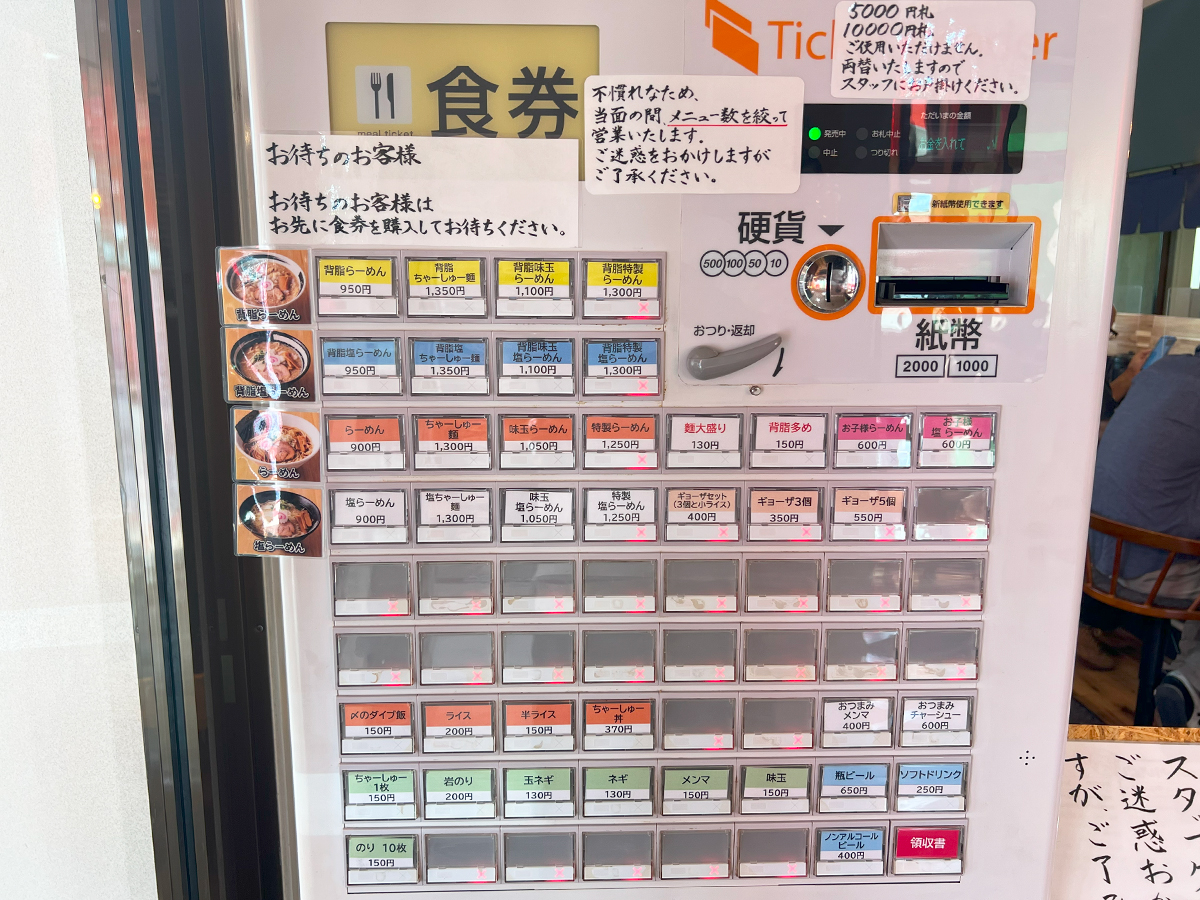 食券
meal ticket
Tic
er
5000円札
10000円札
ご使用いただけません。
両替いたしますので
スタッフにお声掛けください。
不慣れなため、
当面の間、メニュー数を絞って
営業いたします。
ご迷惑をおかけしますが
ご了承ください。
お待ちのお客様
お待ちのお客様は
お先に食券を購入してお待ちください。
ただいまの金額
発売中
お札中止
中止
つり切れ
お金を入れて
新紙幣使用できます
硬貨
500 100 50 10
おつり・返却
紙幣
2000 1000
背脂らーめん
背脂らーめん
950円
背脂
ちゃーしゅー麺
1,350円
背脂味玉
らーめん
1,100円
背脂特製
らーめん
1,300円
背脂塩らーめん
背脂塩らーめん
950円
背脂塩
ちゃーしゅー麺
1,350円
背脂味玉
塩らーめん
1,100円
背脂特製
塩らーめん
1,300円
らーめん
らーめん
900円
ちゃーしゅー
麺
1,300円
味玉らーめん
1,050円
特製らーめん
1,250円
麺大盛り
130円
背脂多め
150円
お子様らーめん
600円
お子様
塩らーめん
600円
塩らーめん
塩らーめん
900円
塩ちゃーしゅー
麺
1,300円
味玉
塩らーめん
1,050円
特製
塩らーめん
1,250円
ギョーザセット
(3個と小ライス)
400円
ギョーザ3個
350円
ギョーザ5個
550円
〆のダイブ飯
150円
ライス
200円
半ライス
150円
ちゃーしゅー
丼
370円
おつまみ
メンマ
400円
おつまみ
チャーシュー
600円
ちゃーしゅー
1枚
150円
岩のり
200円
玉ネギ
130円
ネギ
130円
メンマ
150円
味玉
150円
瓶ビール
650円
ソフトドリンク
250円
のり 10枚
150円
ノンアルコール
ビール
400円
領収書
スタ
ご迷惑おか
すが、ご了